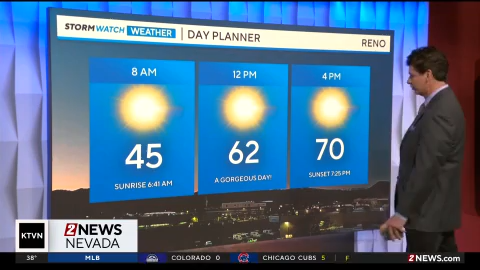 STORMWATCH WEATHER DAY PLANNER
RENO
8 AM
45
SUNRISE 6:41 AM
12 PM
62
A GORGEOUS DAY!
4 PM
70
SUNSET 7:25 PM
KTVN
2 NEWS
NEVADA
38° MLB COLORADO 0 CHICAGO CUBS 5 FINAL 2NEWS.com